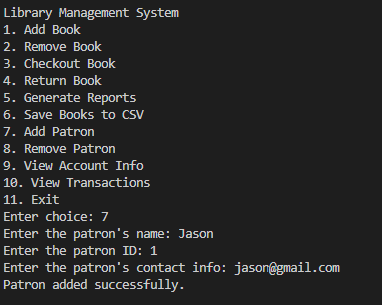 Library Management System
1. Add Book
2. Remove Book
3. Checkout Book
4. Return Book
5. Generate Reports
6. Save Books to CSV
7. Add Patron
8. Remove Patron
9. View Account Info
10. View Transactions
11. Exit
Enter choice: 7
Enter the patron's name: Jason
Enter the patron ID: 1
Enter the patron's contact info: jason@gmail.com
Patron added successfully.